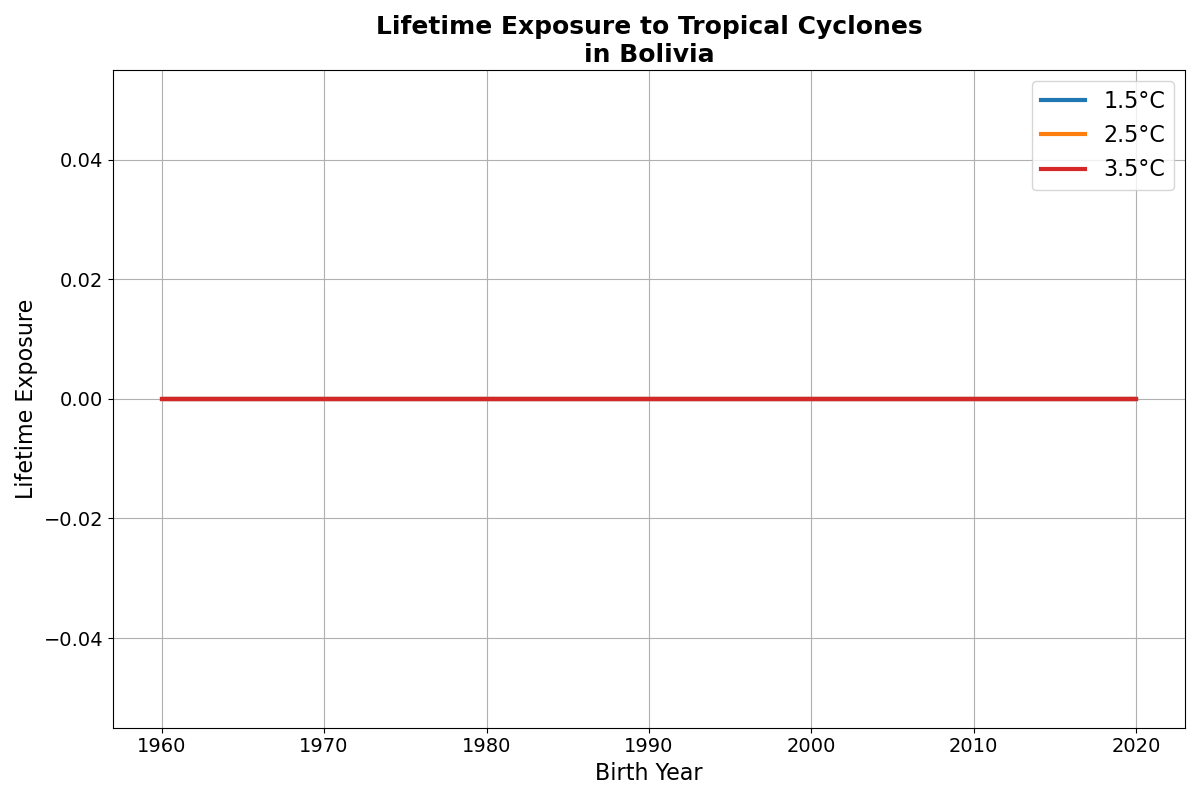 Lifetime Exposure to Tropical Cyclones
in Bolivia
1.5°C
2.5°C
3.5°C
Lifetime Exposure
0.04
0.02
0.00
−0.02
−0.04
1960 1970 1980 1990 2000 2010 2020
Birth Year